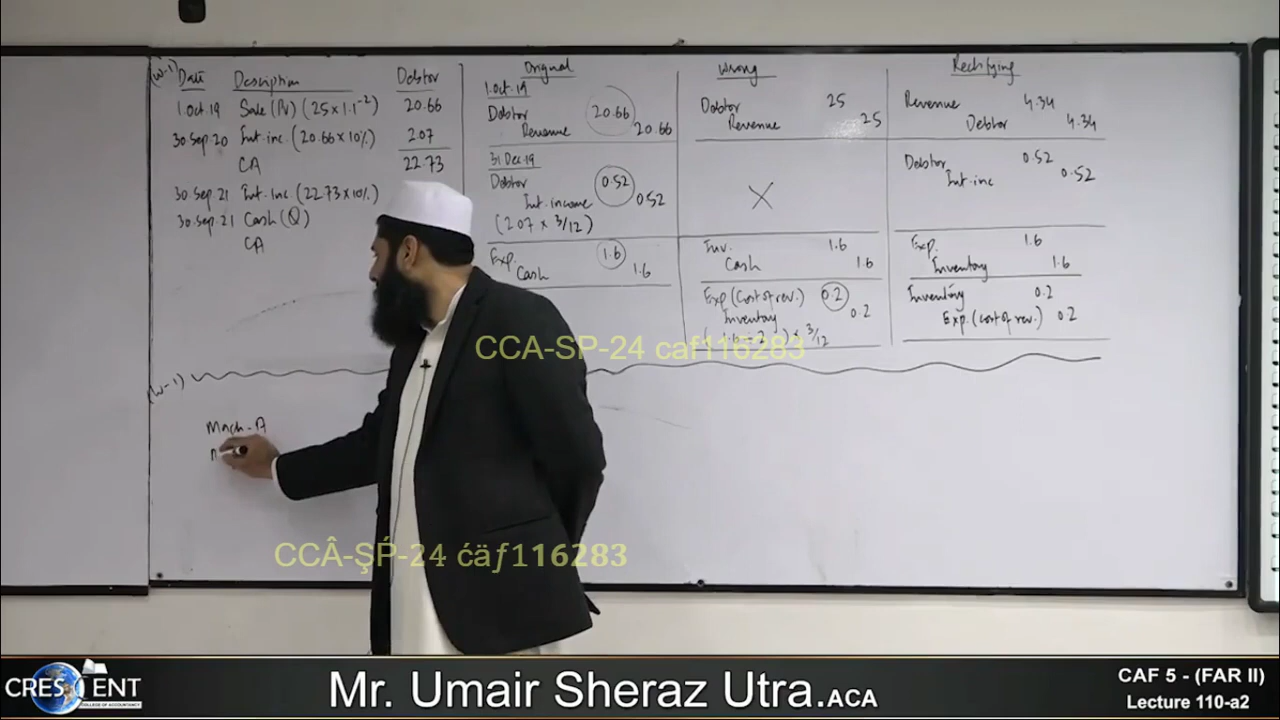 (W-1)
Date Description Debtor
1.Oct.19 Sale (PV) (25 x 1.1⁻²) 20.66
30 Sep.20 Int.inc. (20.66 x 10%) 2.07
CA 22.73
30 Sep.21 Int.inc (22.73 x 10%)
30.Sep.21 Cash (Q)
CA
Original
1.Oct.19
Debtor 20.66
Revenue 20.66
31 Dec.19
Debtor 0.52
Int.income 0.52
(2.07 x 3/12)
Exp. 1.6
Cash 1.6
Wrong
Debtor 25
Revenue 25
X
Inv. 1.6
Cash 1.6
Exp (Cost of rev.) 0.2
Inventory 0.2
3/12
Rectifying
Revenue 4.34
Debtor 4.34
Debtor 0.52
Int.inc 0.52
Exp. 1.6
Inventory 1.6
Inventory 0.2
Exp. (Cost of rev.) 0.2
(W-1)
Mach-A
CCA-SP-24 caf116283
CCÂ-ŞṔ-24 ćäƒ116283
CRESCENT
COLLEGE OF ACCOUNTANCY
Mr. Umair Sheraz Utra.ACA
CAF 5 - (FAR II)
Lecture 110-a2